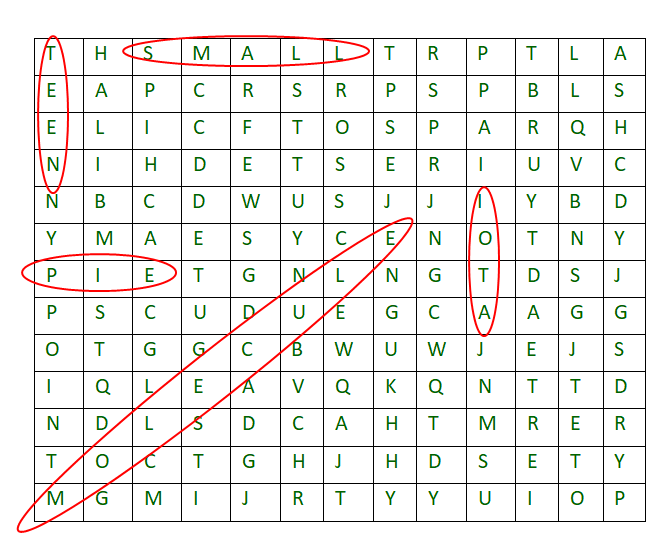 T H S M A L L T R P T L A
E A P C R S R P S P B L S
E L I C F T O S P A R Q H
N I H D E T S E R I U V C
N B C D W U S J J I Y B D
Y M A E S Y C E N O T N Y
P I E T G N L N G T D S J
P S C U D U E G C A A G G
O T G G C B W U W J E J S
I Q L E A V Q K Q N T T D
N D L S D C A H T M R E R
T O C T G H J H D S E T Y
M G M I J R T Y Y U I O P